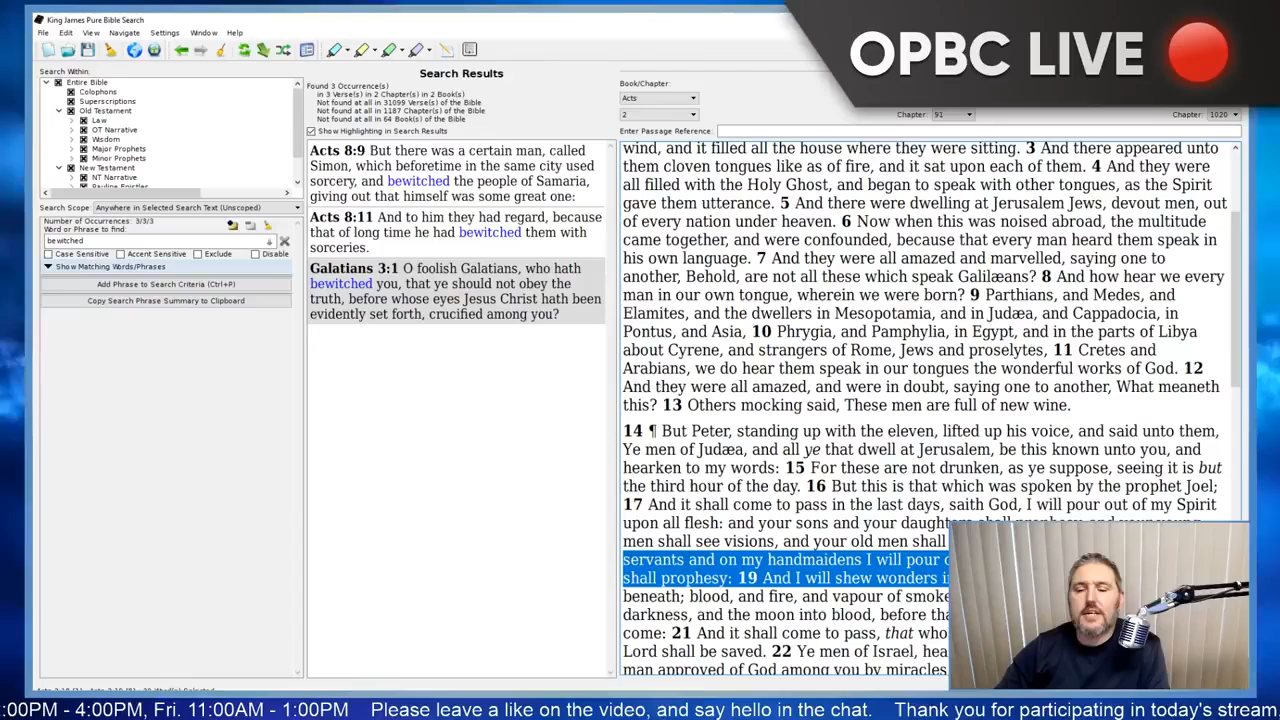 King James Pure Bible Search
File Edit View Navigate Settings Window Help
OPBC LIVE
Search Within:
Entire Bible
Colophons
Superscriptions
Old Testament
Law
OT Narrative
Wisdom
Major Prophets
Minor Prophets
New Testament
NT Narrative
Pauline Epistles
Search Scope: Anywhere in Selected Search Text (Unscoped)
Number of Occurrences: 3/3/3
Word or Phrase to find:
bewitched
Case Sensitive Accent Sensitive Exclude Disable
Show Matching Words/Phrases
Add Phrase to Search Criteria (Ctrl+P)
Copy Search Phrase Summary to Clipboard
Search Results
Found 3 Occurrence(s)
in 3 Verse(s) in 2 Chapter(s) in 2 Book(s)
Not found at all in 31099 Verse(s) of the Bible
Not found at all in 1187 Chapter(s) of the Bible
Not found at all in 64 Book(s) of the Bible
Show Highlighting in Search Results
Acts 8:9 But there was a certain man, called
Simon, which beforetime in the same city used
sorcery, and bewitched the people of Samaria,
giving out that himself was some great one:
Acts 8:11 And to him they had regard, because
that of long time he had bewitched them with
sorceries.
Galatians 3:1 O foolish Galatians, who hath
bewitched you, that ye should not obey the
truth, before whose eyes Jesus Christ hath been
evidently set forth, crucified among you?
Book/Chapter:
Acts
2
Chapter: 91
Chapter: 1020
Enter Passage Reference:
wind, and it filled all the house where they were sitting. 3 And there appeared unto
them cloven tongues like as of fire, and it sat upon each of them. 4 And they were
all filled with the Holy Ghost, and began to speak with other tongues, as the Spirit
gave them utterance. 5 And there were dwelling at Jerusalem Jews, devout men, out
of every nation under heaven. 6 Now when this was noised abroad, the multitude
came together, and were confounded, because that every man heard them speak in
his own language. 7 And they were all amazed and marvelled, saying one to
another, Behold, are not all these which speak Galilæans? 8 And how hear we every
man in our own tongue, wherein we were born? 9 Parthians, and Medes, and
Elamites, and the dwellers in Mesopotamia, and in Judæa, and Cappadocia, in
Pontus, and Asia, 10 Phrygia, and Pamphylia, in Egypt, and in the parts of Libya
about Cyrene, and strangers of Rome, Jews and proselytes, 11 Cretes and
Arabians, we do hear them speak in our tongues the wonderful works of God. 12
And they were all amazed, and were in doubt, saying one to another, What meaneth
this? 13 Others mocking said, These men are full of new wine.
14 ¶ But Peter, standing up with the eleven, lifted up his voice, and said unto them,
Ye men of Judæa, and all ye that dwell at Jerusalem, be this known unto you, and
hearken to my words: 15 For these are not drunken, as ye suppose, seeing it is but
the third hour of the day. 16 But this is that which was spoken by the prophet Joel;
17 And it shall come to pass in the last days, saith God, I will pour out of my Spirit
upon all flesh: and your sons and your daughters shall prophesy, and your young
men shall see visions, and your old men shall
servants and on my handmaidens I will pour
shall prophesy: 19 And I will shew wonders
beneath; blood, and fire, and vapour of smoke
darkness, and the moon into blood, before
come: 21 And it shall come to pass, that
Lord shall be saved. 22 Ye men of Israel,
man approved of God among you by miracles
:00PM - 4:00PM, Fri. 11:00AM - 1:00PM Please leave a like on the video, and say hello in the chat. Thank you for participating in today's stream